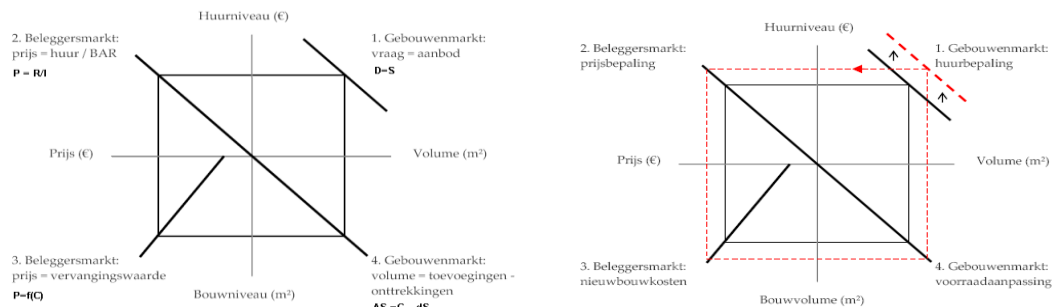 Huurniveau (€)
2. Beleggersmarkt:
prijs = huur / BAR
P = R/I
1. Gebouwenmarkt:
vraag = aanbod
D=S
Prijs (€)
Volume (m²)
3. Beleggersmarkt:
prijs = vervangingswaarde
P=f(C)
4. Gebouwenmarkt:
volume = toevoegingen -
onttrekkingen
Bouwniveau (m²)
Huurniveau (€)
2. Beleggersmarkt:
prijsbepaling
1. Gebouwenmarkt:
huurbepaling
Prijs (€)
Volume (m²)
3. Beleggersmarkt:
nieuwbouwkosten
4. Gebouwenmarkt:
voorraadaanpassing
Bouwvolume (m²)